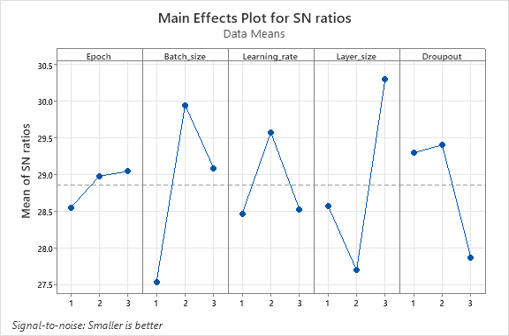 Main Effects Plot for SN ratios
Data Means
Epoch Batch_size Learning_rate Layer_size Droupout
30.5
30.0
29.5
29.0
28.5
28.0
27.5
Mean of SN ratios
1 2 3 1 2 3 1 2 3 1 2 3 1 2 3
Signal-to-noise: Smaller is better